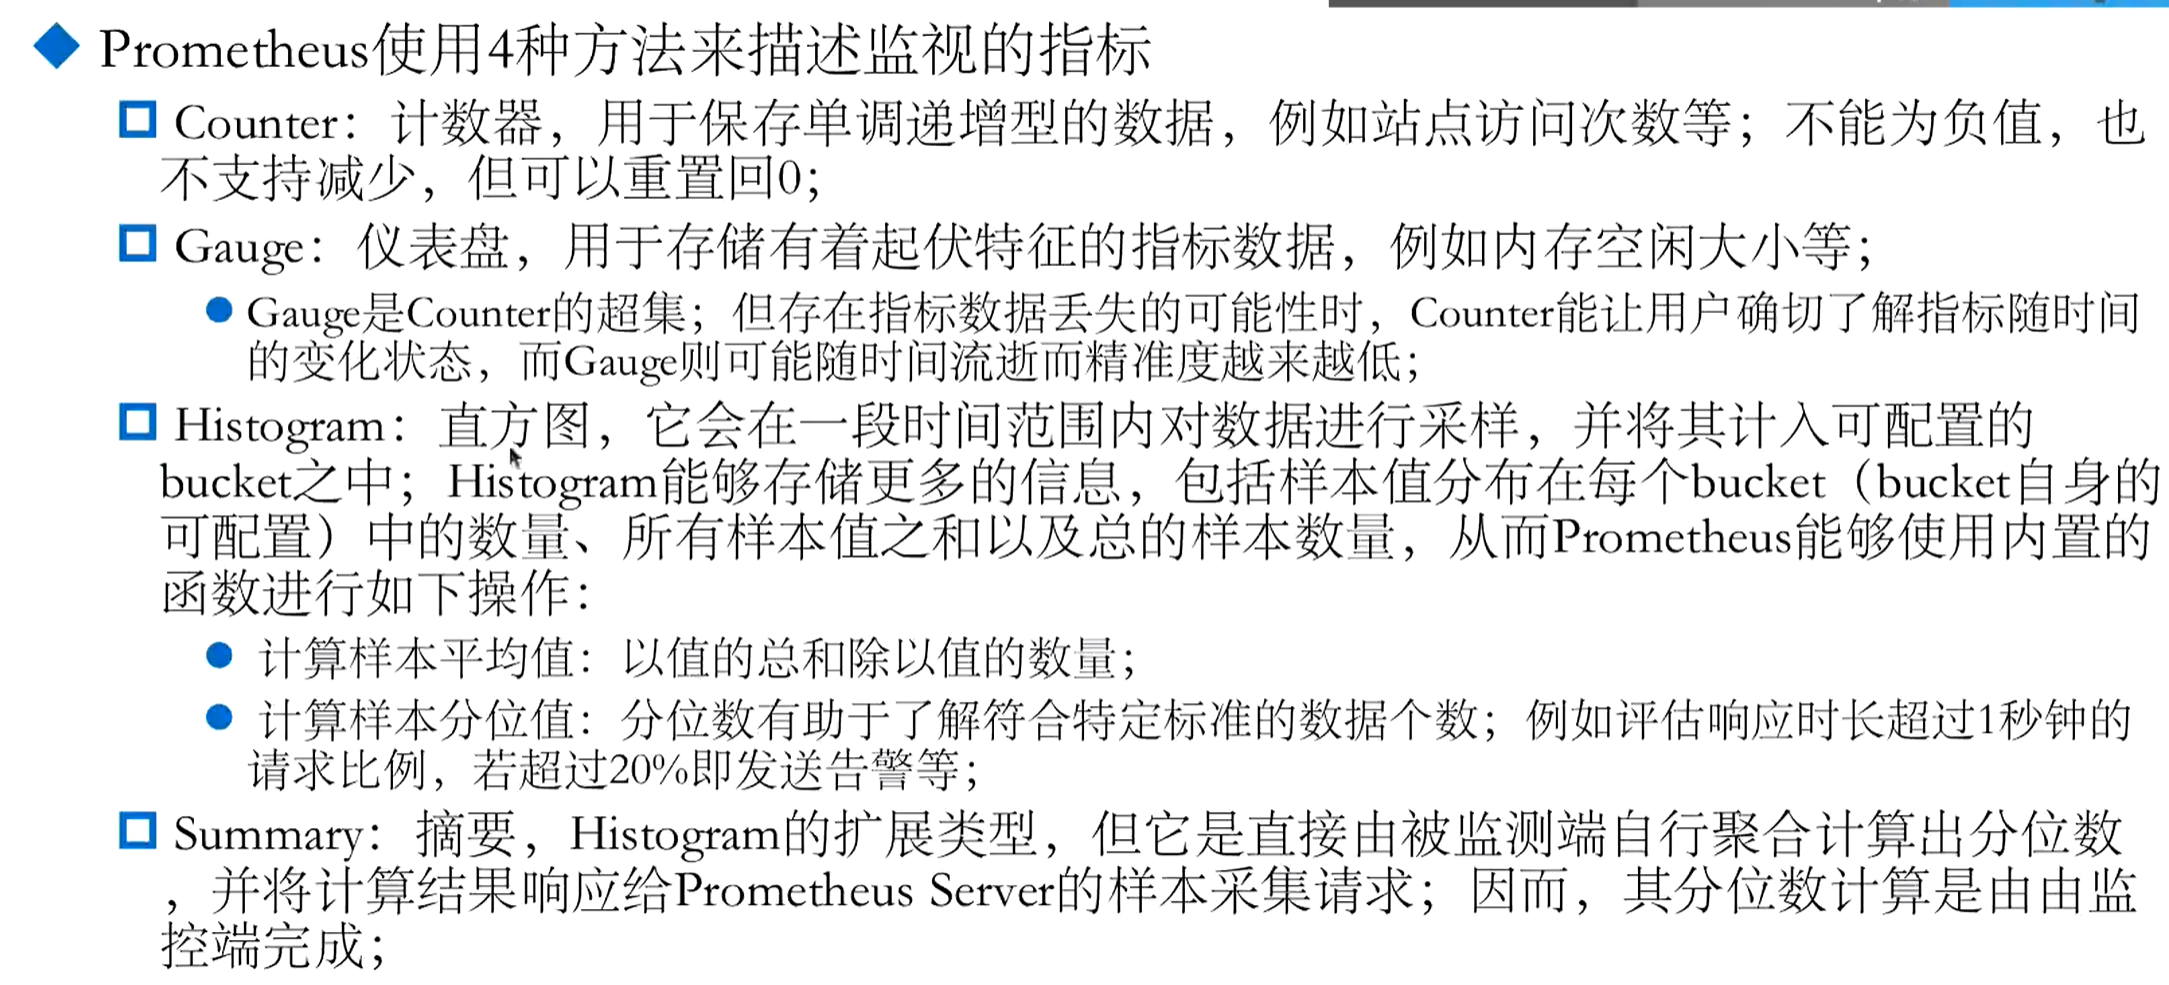 Prometheus使用4种方法来描述监视的指标
Counter：计数器，用于保存单调递增型的数据，例如站点访问次数等；不能为负值，也
不支持减少，但可以重置回0；
Gauge：仪表盘，用于存储有着起伏特征的指标数据，例如内存空闲大小等；
Gauge是Counter的超集；但存在指标数据丢失的可能性时，Counter能让用户确切了解指标随时间
的变化状态，而Gauge则可能随时间流逝而精准度越来越低；
Histogram：直方图，它会在一段时间范围内对数据进行采样，并将其计入可配置的
bucket之中；Histogram能够存储更多的信息，包括样本值分布在每个bucket（bucket自身的
可配置）中的数量、所有样本值之和以及总的样本数量，从而Prometheus能够使用内置的
函数进行如下操作：
计算样本平均值：以值的总和除以值的数量；
计算样本分位值：分位数有助于了解符合特定标准的数据个数；例如评估响应时长超过1秒钟的
请求比例，若超过20%即发送告警等；
Summary：摘要，Histogram的扩展类型，但它是直接由被监测端自行聚合计算出分位数
，并将计算结果响应给Prometheus Server的样本采集请求；因而，其分位数计算是由由监
控端完成；